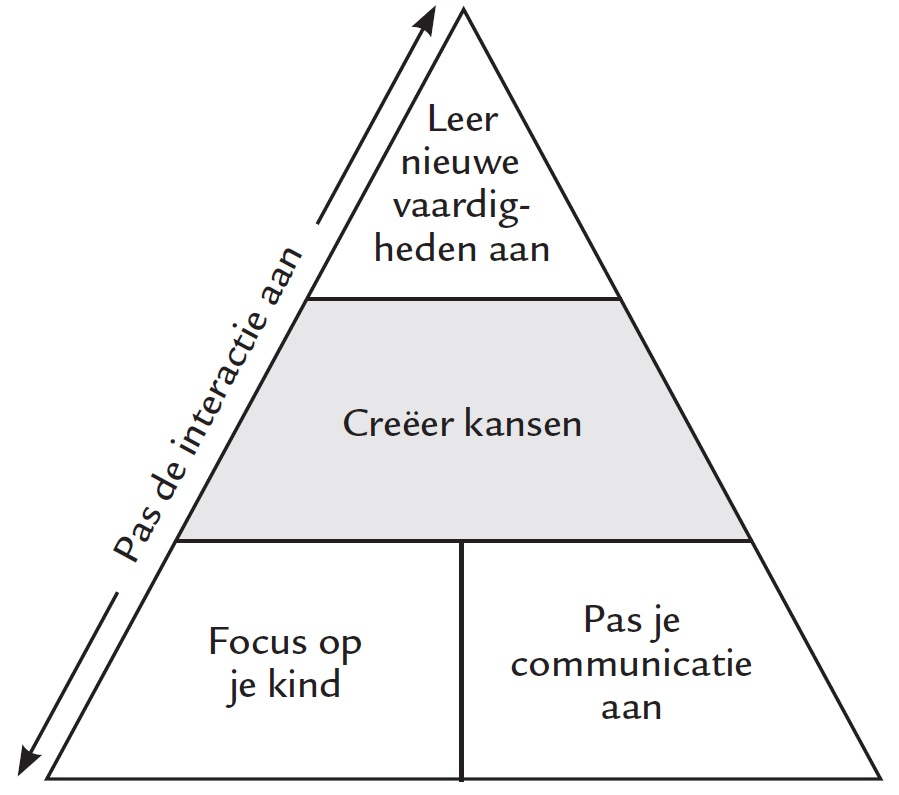 Leer
nieuwe
vaardig-
heden aan
Pas de interactie aan
Creëer kansen
Focus op
je kind
Pas je
communicatie
aan